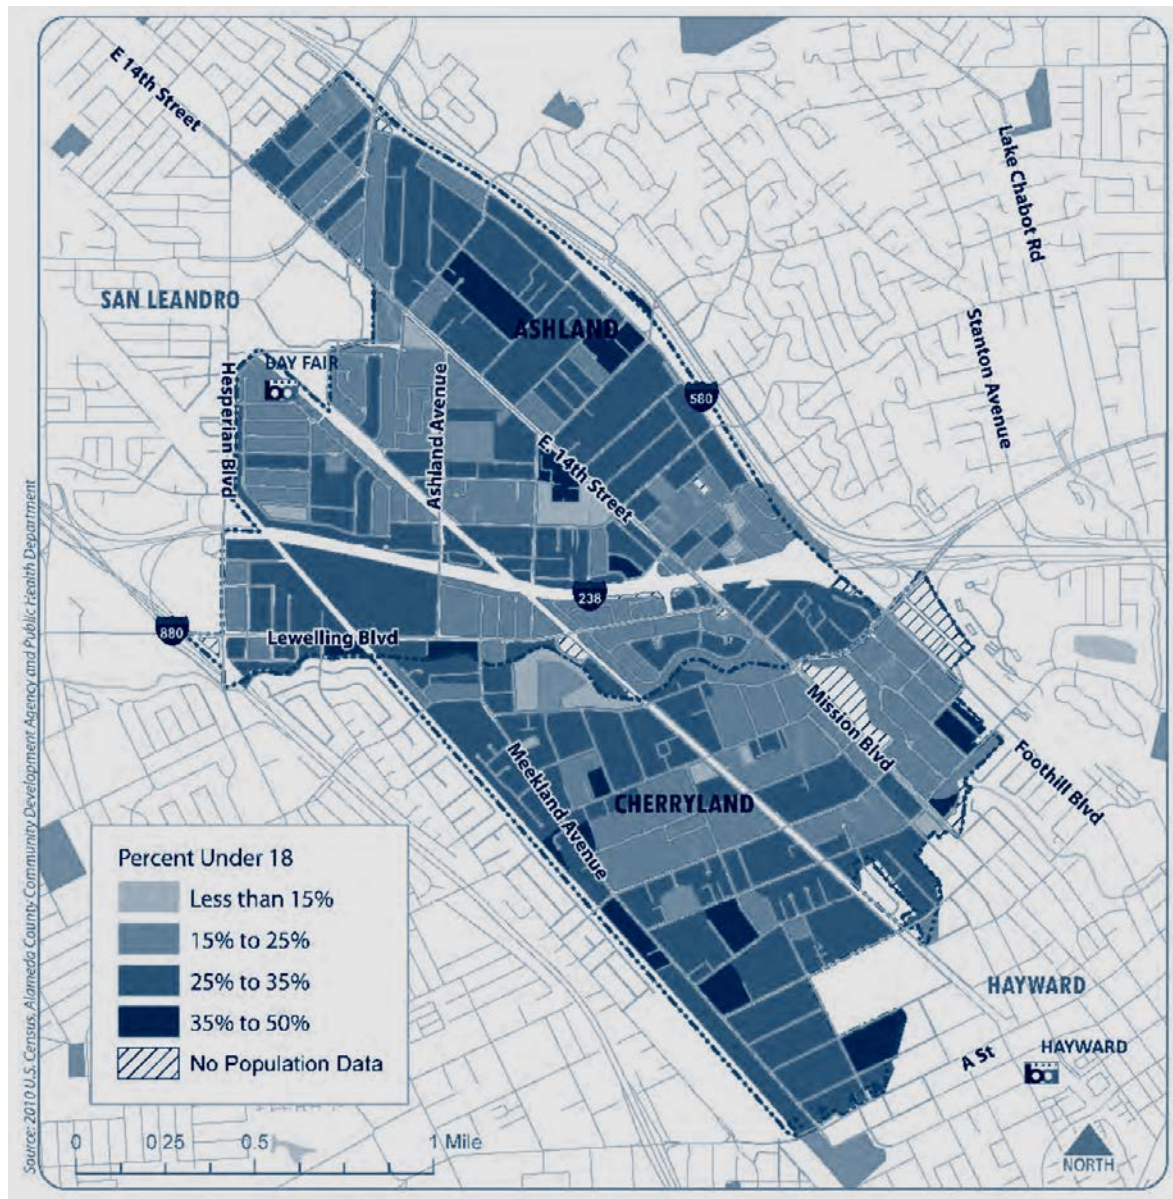 E 14th Street
Lake Chabot Rd
SAN LEANDRO
ASHLAND
Stanton Avenue
BAY FAIR
Hesperian Blvd
Ashland Avenue
580
E. 14th Street
238
880
Lewelling Blvd
Mission Blvd
Foothill Blvd
Meekland Avenue
CHERRYLAND
HAYWARD
A St
HAYWARD
ba
NORTH
Percent Under 18
Less than 15%
15% to 25%
25% to 35%
35% to 50%
No Population Data
0 0.25 0.5 1 Mile
Source: 2010 U.S. Census, Alameda County Community Development Agency and Public Health Department